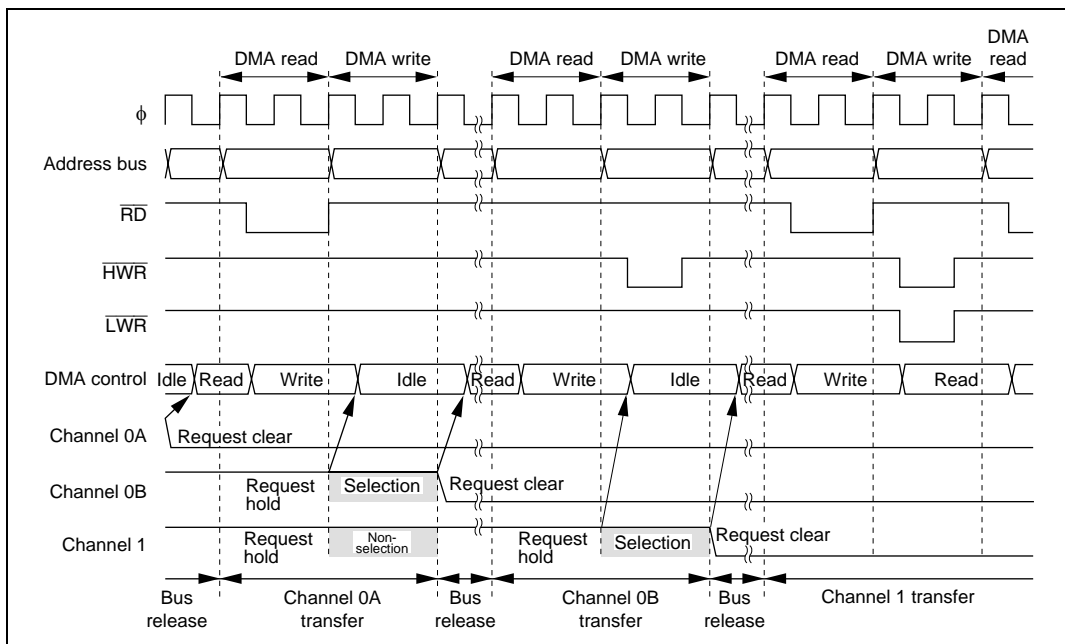 DMA read DMA write DMA read DMA write DMA read DMA write DMA read
φ
Address bus
RD
HWR
LWR
DMA control Idle Read Write Idle Read Write Idle Read Write Read
Channel 0A Request clear
Channel 0B Request hold Selection Request clear
Channel 1 Request hold Non-selection Request hold Selection Request clear
Bus release Channel 0A transfer Bus release Channel 0B transfer Bus release Channel 1 transfer